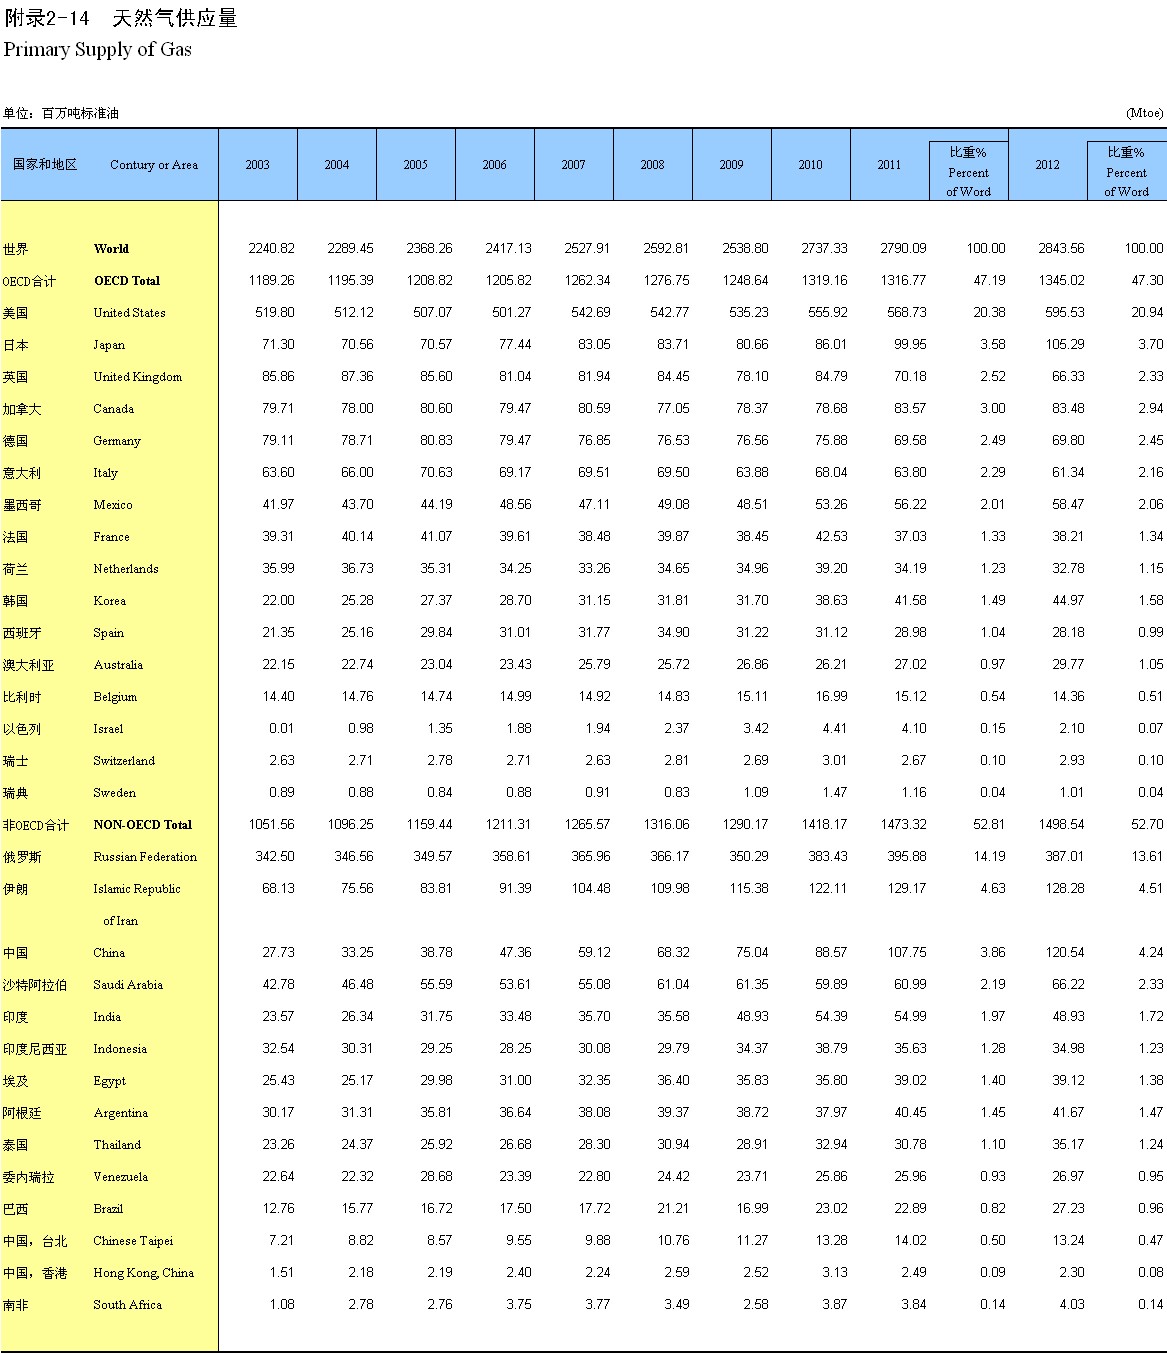 附录2-14 天然气供应量
Primary Supply of Gas
单位：百万吨标准油 (Mtoe)
国家和地区 Contury or Area 2003 2004 2005 2006 2007 2008 2009 2010 2011 比重% Percent of Word 2012 比重% Percent of Word
世界 World 2240.82 2289.45 2368.26 2417.13 2527.91 2592.81 2538.80 2737.33 2790.09 100.00 2843.56 100.00
OECD合计 OECD Total 1189.26 1195.39 1208.82 1205.82 1262.34 1276.75 1248.64 1319.16 1316.77 47.19 1345.02 47.30
美国 United States 519.80 512.12 507.07 501.27 542.69 542.77 535.23 555.92 568.73 20.38 595.53 20.94
日本 Japan 71.30 70.56 70.57 77.44 83.05 83.71 80.66 86.01 99.95 3.58 105.29 3.70
英国 United Kingdom 85.86 87.36 85.60 81.04 81.94 84.45 78.10 84.79 70.18 2.52 66.33 2.33
加拿大 Canada 79.71 78.00 80.60 79.47 80.59 77.05 78.37 78.68 83.57 3.00 83.48 2.94
德国 Germany 79.11 78.71 80.83 79.47 76.85 76.53 76.56 75.88 69.58 2.49 69.80 2.45
意大利 Italy 63.60 66.00 70.63 69.17 69.51 69.50 63.88 68.04 63.80 2.29 61.34 2.16
墨西哥 Mexico 41.97 43.70 44.19 48.56 47.11 49.08 48.51 53.26 56.22 2.01 58.47 2.06
法国 France 39.31 40.14 41.07 39.61 38.48 39.87 38.45 42.53 37.03 1.33 38.21 1.34
荷兰 Netherlands 35.99 36.73 35.31 34.25 33.26 34.65 34.96 39.20 34.19 1.23 32.78 1.15
韩国 Korea 22.00 25.28 27.37 28.70 31.15 31.81 31.70 38.63 41.58 1.49 44.97 1.58
西班牙 Spain 21.35 25.16 29.84 31.01 31.77 34.90 31.22 31.12 28.98 1.04 28.18 0.99
澳大利亚 Australia 22.15 22.74 23.04 23.43 25.79 25.72 26.86 26.21 27.02 0.97 29.77 1.05
比利时 Belgium 14.40 14.76 14.74 14.99 14.92 14.83 15.11 16.99 15.12 0.54 14.36 0.51
以色列 Israel 0.01 0.98 1.35 1.88 1.94 2.37 3.42 4.41 4.10 0.15 2.10 0.07
瑞士 Switzerland 2.63 2.71 2.78 2.71 2.63 2.81 2.69 3.01 2.67 0.10 2.93 0.10
瑞典 Sweden 0.89 0.88 0.84 0.88 0.91 0.83 1.09 1.47 1.16 0.04 1.01 0.04
非OECD合计 NON-OECD Total 1051.56 1096.25 1159.44 1211.31 1265.57 1316.06 1290.17 1418.17 1473.32 52.81 1498.54 52.70
俄罗斯 Russian Federation 342.50 346.56 349.57 358.61 365.96 366.17 350.29 383.43 395.88 14.19 387.01 13.61
伊朗 Islamic Republic 68.13 75.56 83.81 91.39 104.48 109.98 115.38 122.11 129.17 4.63 128.28 4.51
of Iran
中国 China 27.73 33.25 38.78 47.36 59.12 68.32 75.04 88.57 107.75 3.86 120.54 4.24
沙特阿拉伯 Saudi Arabia 42.78 46.48 55.59 53.61 55.08 61.04 61.35 59.89 60.99 2.19 66.22 2.33
印度 India 23.57 26.34 31.75 33.48 35.70 35.58 48.93 54.39 54.99 1.97 48.93 1.72
印度尼西亚 Indonesia 32.54 30.31 29.25 28.25 30.08 29.79 34.37 38.79 35.63 1.28 34.98 1.23
埃及 Egypt 25.43 25.17 29.98 31.00 32.35 36.40 35.83 35.80 39.02 1.40 39.12 1.38
阿根廷 Argentina 30.17 31.31 35.81 36.64 38.08 39.37 38.72 37.97 40.45 1.45 41.67 1.47
泰国 Thailand 23.26 24.37 25.92 26.68 28.30 30.94 28.91 32.94 30.78 1.10 35.17 1.24
委内瑞拉 Venezuela 22.64 22.32 28.68 23.39 22.80 24.42 23.71 25.86 25.96 0.93 26.97 0.95
巴西 Brazil 12.76 15.77 16.72 17.50 17.72 21.21 16.99 23.02 22.89 0.82 27.23 0.96
中国，台北 Chinese Taipei 7.21 8.82 8.57 9.55 9.88 10.76 11.27 13.28 14.02 0.50 13.24 0.47
中国，香港 Hong Kong, China 1.51 2.18 2.19 2.40 2.24 2.59 2.52 3.13 2.49 0.09 2.30 0.08
南非 South Africa 1.08 2.78 2.76 3.75 3.77 3.49 2.58 3.87 3.84 0.14 4.03 0.14